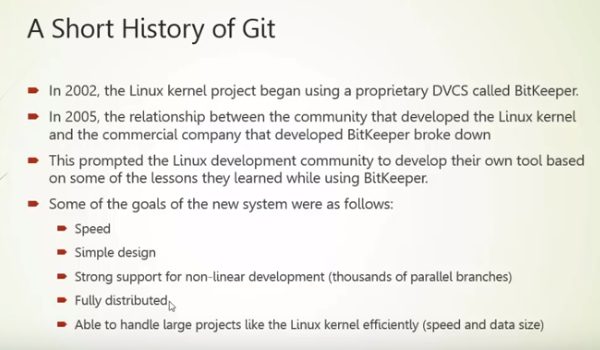 A Short History of Git
In 2002, the Linux kernel project began using a proprietary DVCS called BitKeeper.
In 2005, the relationship between the community that developed the Linux kernel
and the commercial company that developed BitKeeper broke down
This prompted the Linux development community to develop their own tool based
on some of the lessons they learned while using BitKeeper.
Some of the goals of the new system were as follows:
Speed
Simple design
Strong support for non-linear development (thousands of parallel branches)
Fully distributed
Able to handle large projects like the Linux kernel efficiently (speed and data size)